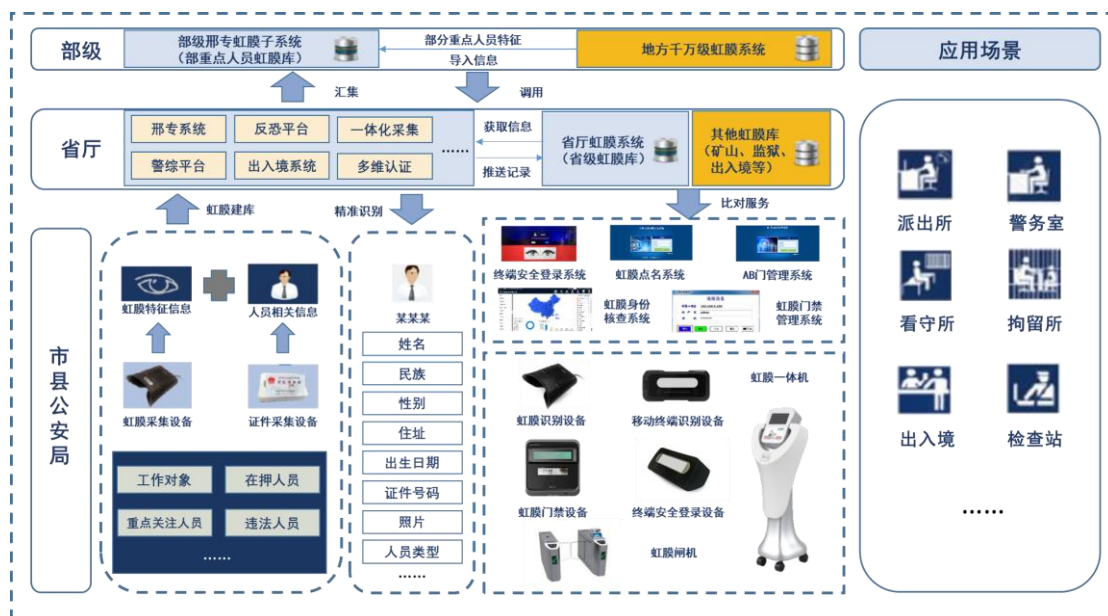 部级
部级邢专虹膜子系统
（部重点人员虹膜库）
部分重点人员特征
导入信息
地方千万级虹膜系统
应用场景
汇集
调用
省厅
邢专系统
反恐平台
一体化采集
警综平台
出入境系统
多维认证
……
获取信息
推送记录
省厅虹膜系统
（省级虹膜库）
其他虹膜库
（矿山、监狱、
出入境等）
虹膜建库
精准识别
比对服务
市县公安局
虹膜特征信息
人员相关信息
虹膜采集设备
证件采集设备
工作对象
在押人员
重点关注人员
违法人员
……
某某某
姓名
民族
性别
住址
出生日期
证件号码
照片
人员类型
……
终端安全登录系统
虹膜点名系统
AB门管理系统
虹膜身份
核查系统
虹膜门禁
管理系统
虹膜识别设备
移动终端识别设备
虹膜一体机
虹膜门禁设备
终端安全登录设备
虹膜闸机
派出所
警务室
看守所
拘留所
出入境
检查站
……